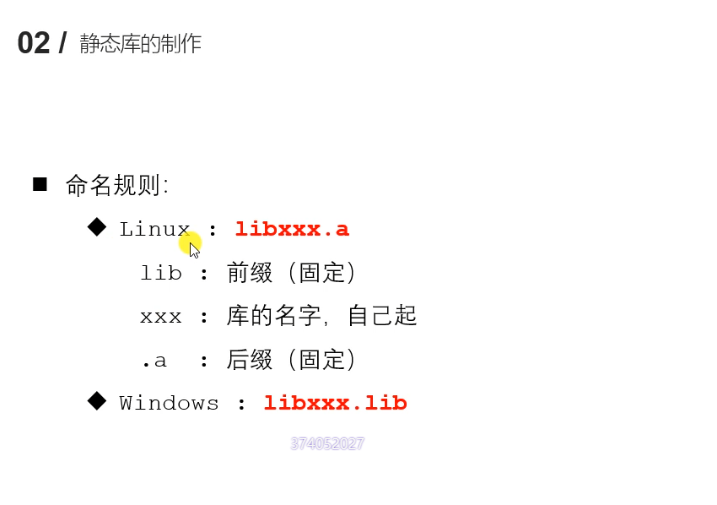 02 / 静态库的制作
■ 命名规则:
◆ Linux : libxxx.a
lib : 前缀（固定）
xxx : 库的名字, 自己起
.a : 后缀（固定）
◆ Windows : libxxx.lib
374052027